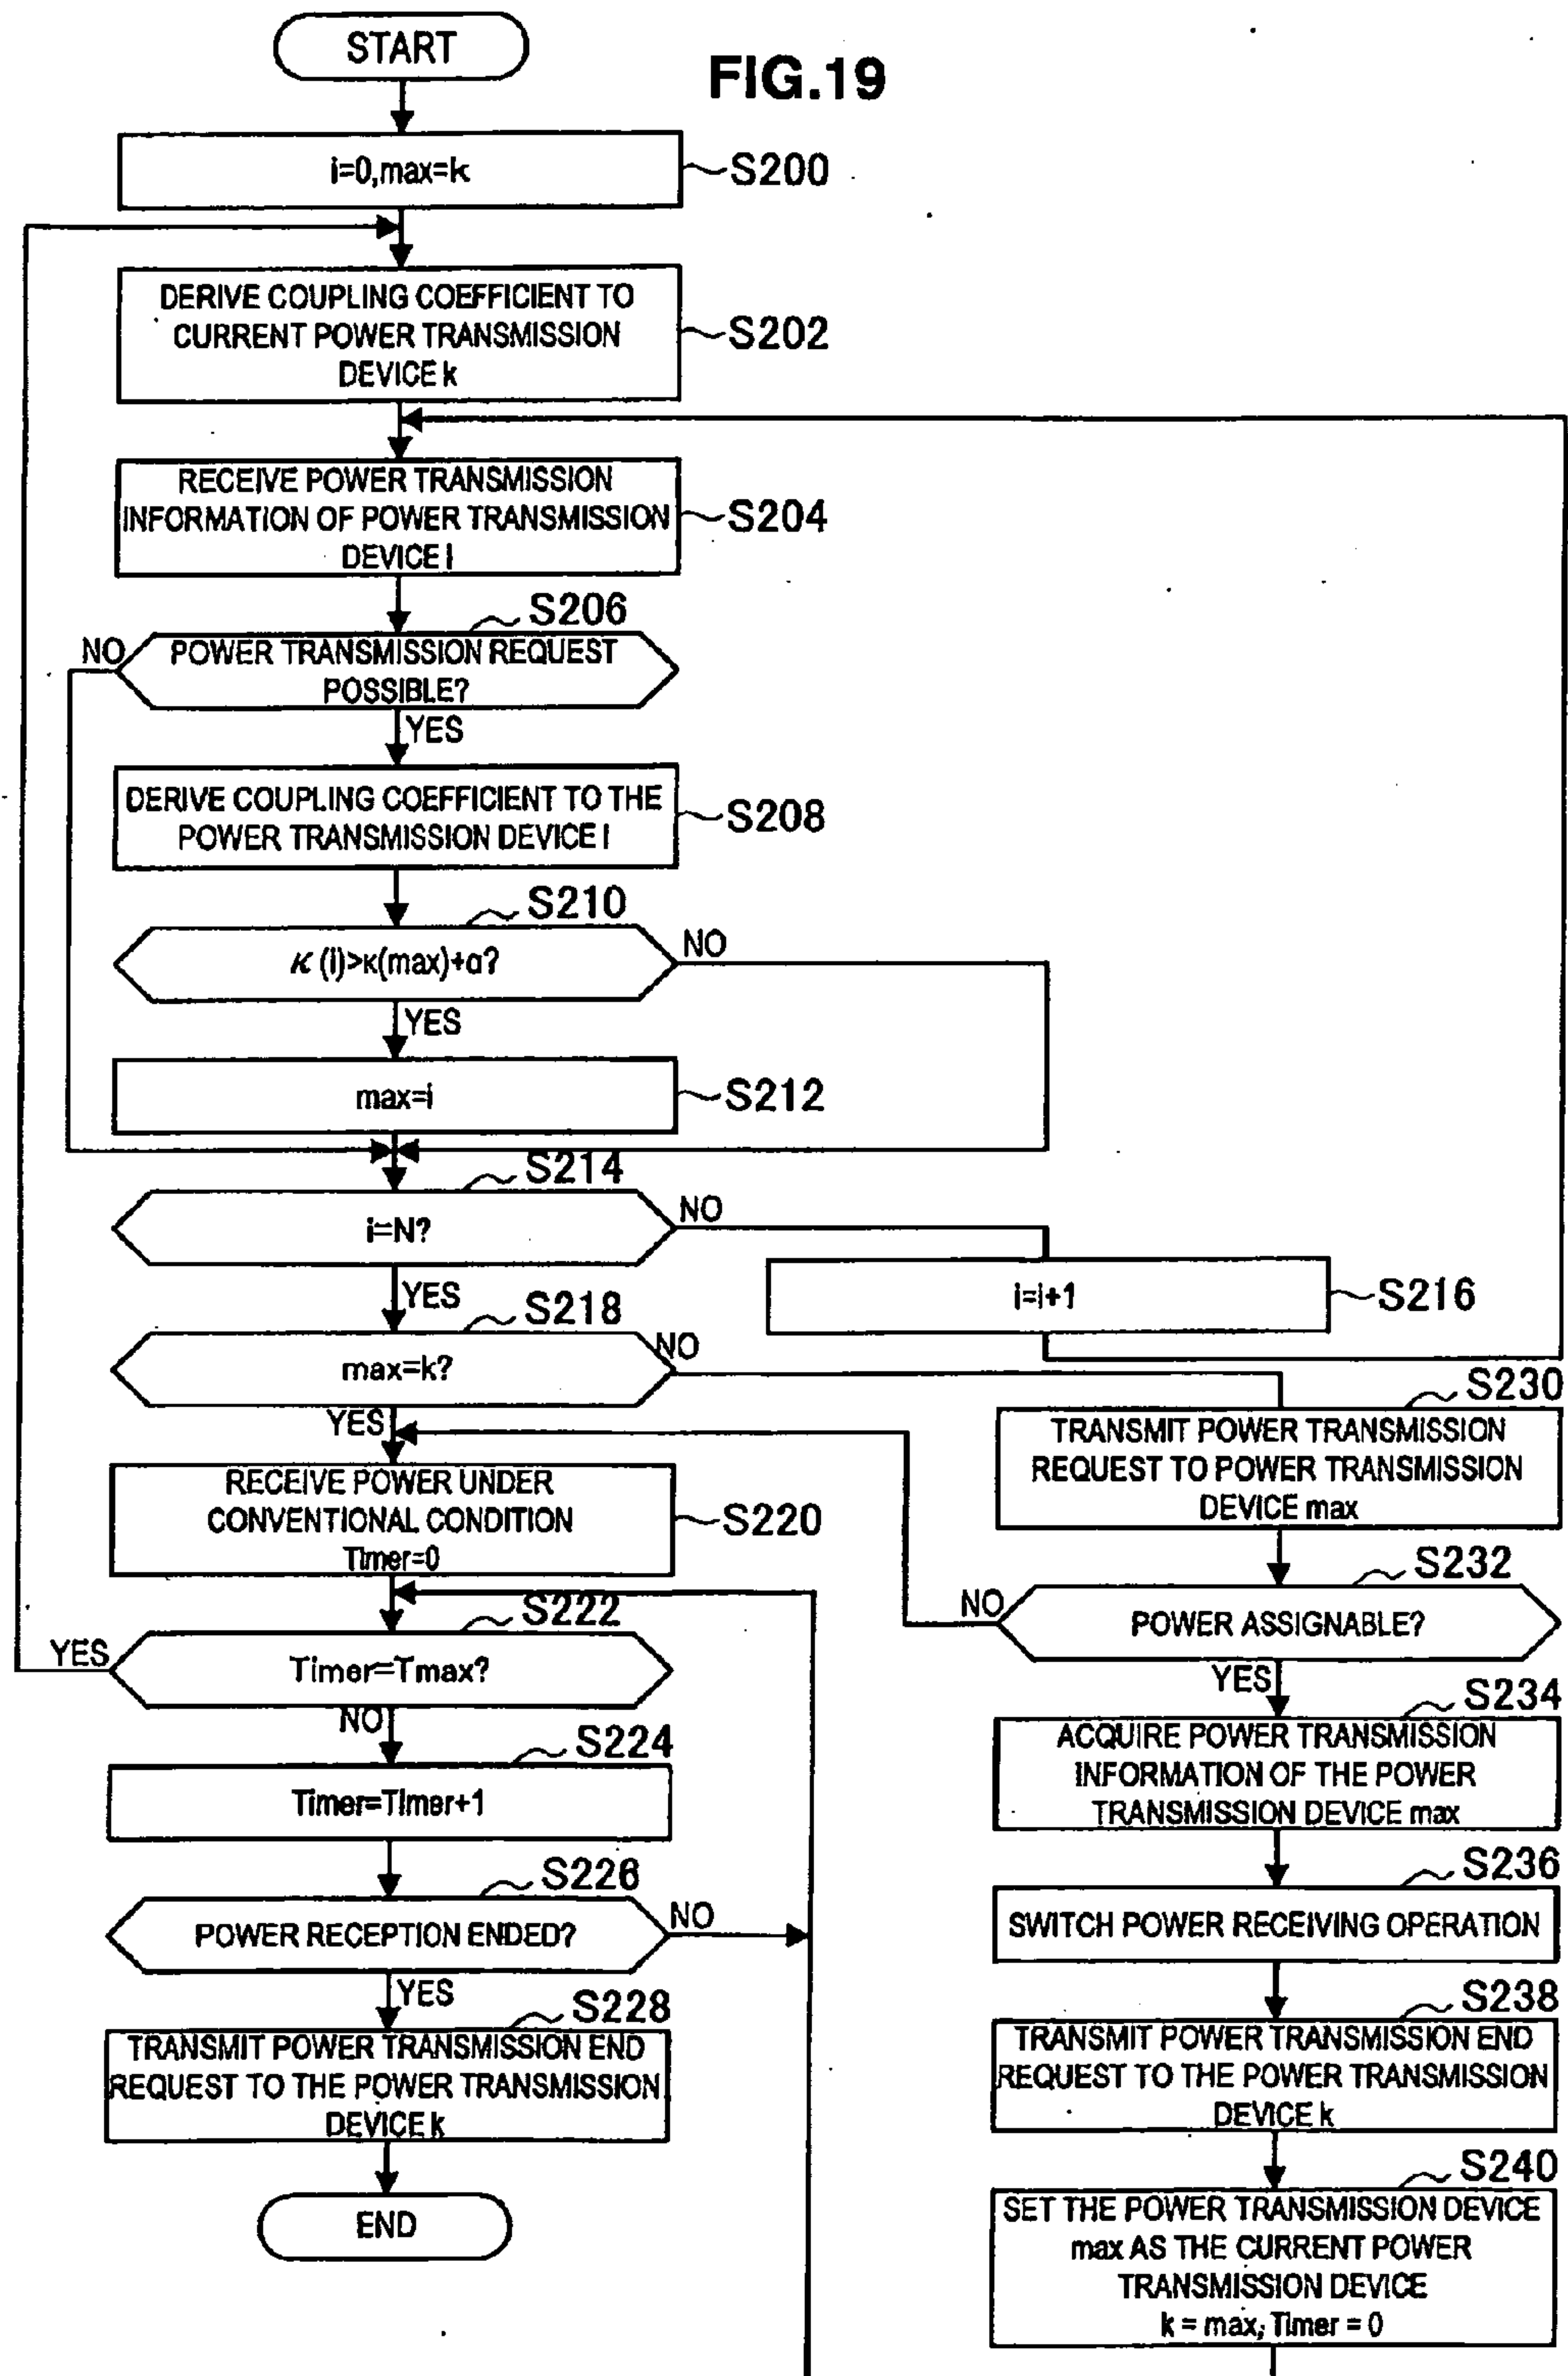 START
FIG.19
i=0,max=k
S200
DERIVE COUPLING COEFFICIENT TO
CURRENT POWER TRANSMISSION
DEVICE k
S202
RECEIVE POWER TRANSMISSION
INFORMATION OF POWER TRANSMISSION
DEVICE I
S204
S206
NO
POWER TRANSMISSION REQUEST
POSSIBLE?
YES
DERIVE COUPLING COEFFICIENT TO THE
POWER TRANSMISSION DEVICE I
S208
S210
κ (i)>κ(max)+α?
NO
YES
max=i
S212
S214
i=N?
NO
YES
i=i+1
S216
S218
max=k?
NO
YES
S230
TRANSMIT POWER TRANSMISSION
REQUEST TO POWER TRANSMISSION
DEVICE max
RECEIVE POWER UNDER
CONVENTIONAL CONDITION
Timer=0
S220
S232
NO
POWER ASSIGNABLE?
YES
S222
YES
Timer=Tmax?
NO
S234
ACQUIRE POWER TRANSMISSION
INFORMATION OF THE POWER
TRANSMISSION DEVICE max
S224
Timer=Timer+1
S236
SWITCH POWER RECEIVING OPERATION
S226
POWER RECEPTION ENDED?
NO
YES
S228
TRANSMIT POWER TRANSMISSION END
REQUEST TO THE POWER TRANSMISSION
DEVICE k
S238
TRANSMIT POWER TRANSMISSION END
REQUEST TO THE POWER TRANSMISSION
DEVICE k
END
S240
SET THE POWER TRANSMISSION DEVICE
max AS THE CURRENT POWER
TRANSMISSION DEVICE
k = max, Timer = 0